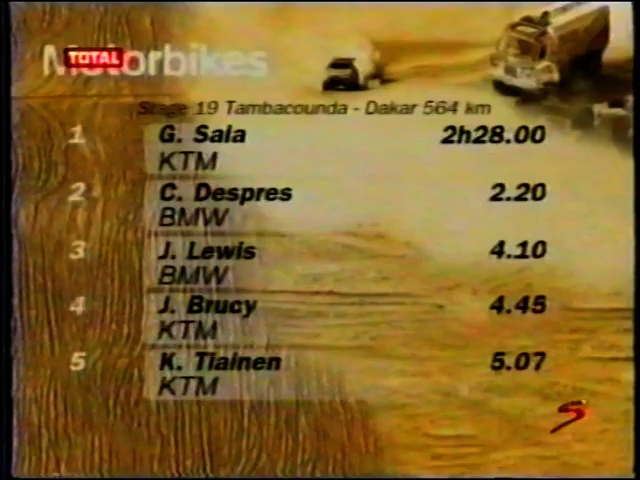 TOTAL
Motorbikes
Stage 19 Tambacounda - Dakar 564 km
1 G. Sala 2h28.00
KTM
2 C. Despres 2.20
BMW
3 J. Lewis 4.10
BMW
4 J. Brucy 4.45
KTM
5 K. Tiainen 5.07
KTM
S